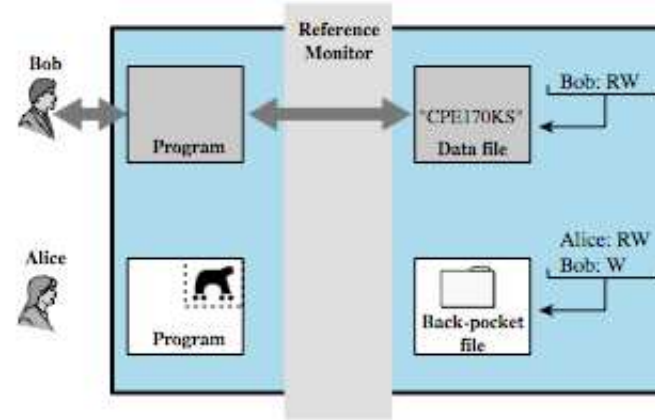 Reference
Monitor
Bob
Program
"CPE170KS"
Data file
Bob: RW
Alice
Program
Back-pocket
file
Alice: RW
Bob: W